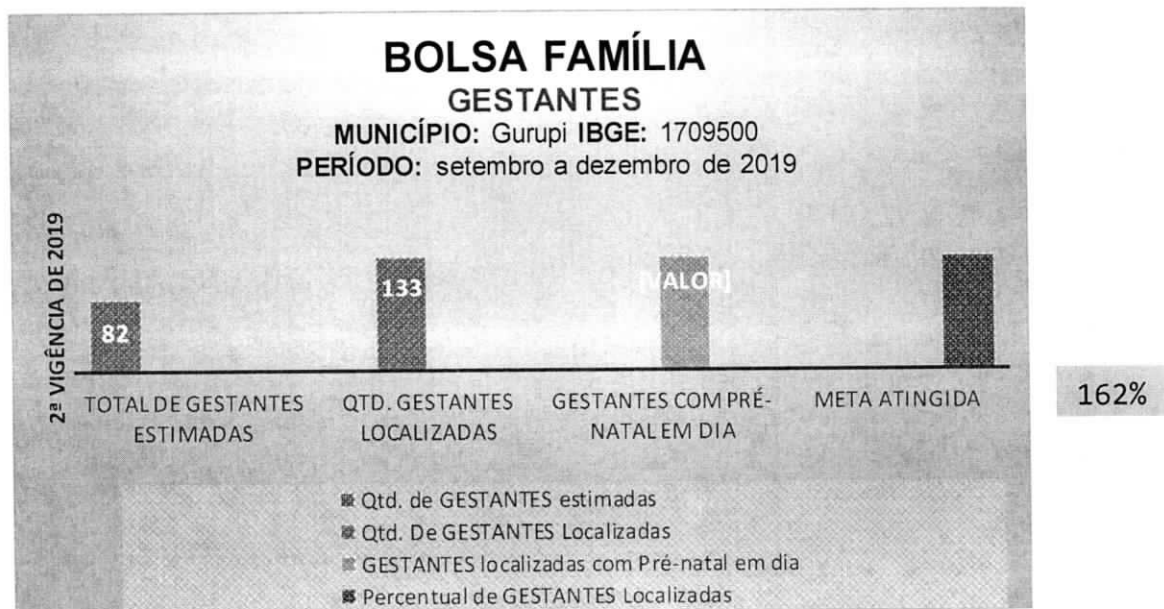 BOLSA FAMÍLIA
GESTANTES
MUNICÍPIO: Gurupi IBGE: 1709500
PERÍODO: setembro a dezembro de 2019
2ª VIGÊNCIA DE 2019
82
133
[VALOR]
TOTAL DE GESTANTES
ESTIMADAS
QTD. GESTANTES
LOCALIZADAS
GESTANTES COM PRÉ-
NATAL EM DIA
META ATINGIDA
162%
Qtd. de GESTANTES estimadas
Qtd. De GESTANTES Localizadas
GESTANTES localizadas com Pré-natal em dia
Percentual de GESTANTES Localizadas